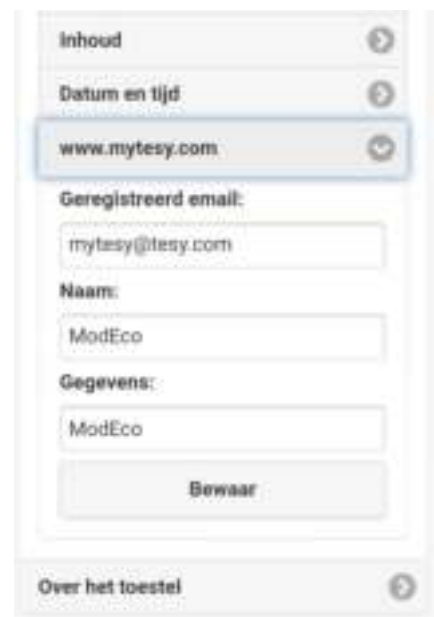 Inhoud
Datum en tijd
www.mytesy.com
Geregistreerd email:
mytesy@tesy.com
Naam:
ModEco
Gegevens:
ModEco
Bewaar
Over het toestel